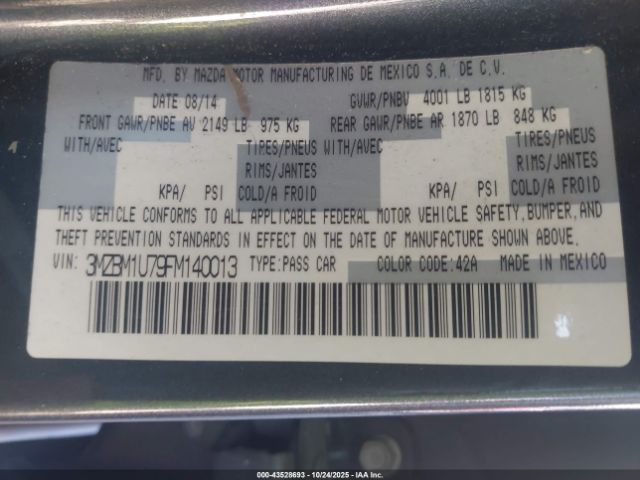 MFD. BY MAZDA MOTOR MANUFACTURING DE MEXICO S.A. DE C.V.
DATE 08/14 GVWR/PNBV 4001 LB 1815 KG
FRONT GAWR/PNBE AV 2149 LB 975 KG REAR GAWR/PNBE AR 1870 LB 848 KG
WITH/AVEC TIRES/PNEUS WITH/AVEC TIRES/PNEUS
RIMS/JANTES RIMS/JANTES
KPA/ PSI COLD/A FROID KPA/ PSI COLD/A FROID
THIS VEHICLE CONFORMS TO ALL APPLICABLE FEDERAL MOTOR VEHICLE SAFETY, BUMPER, AND
THEFT PREVENTION STANDARDS IN EFFECT ON THE DATE OF MANUFACTURE SHOWN ABOVE.
VIN: 3MZBM1U79FM140013 TYPE:PASS CAR COLOR CODE:42A MADE IN MEXICO
000-43528693 - 10/24/2025 - COPART